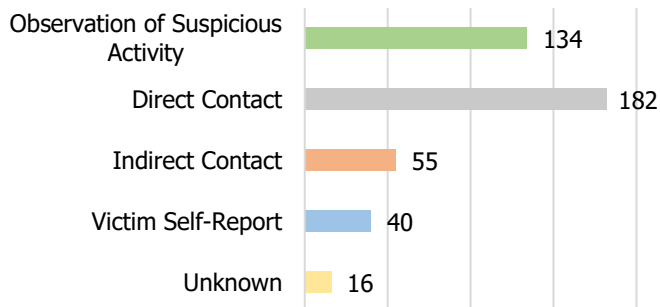 Observation of Suspicious
Activity
134
Direct Contact
182
Indirect Contact
55
Victim Self-Report
40
Unknown
16